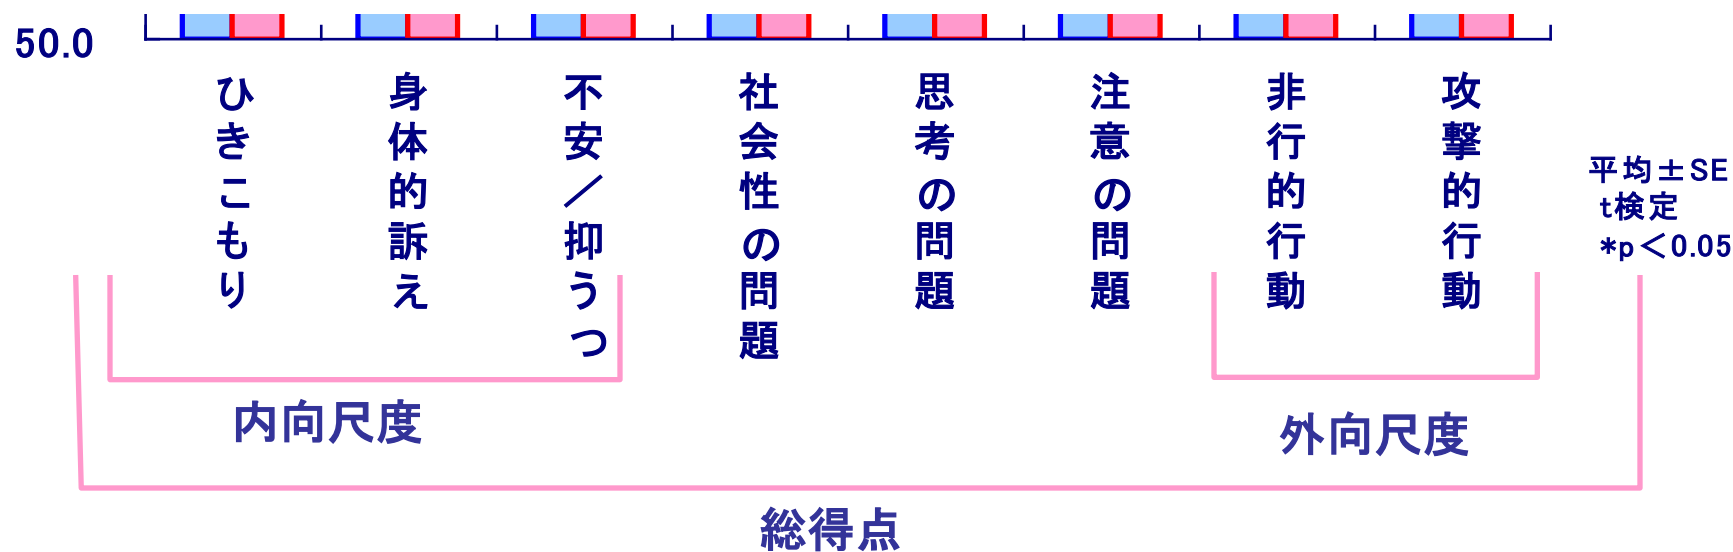 50.0
ひきこもり
身体的訴え
不安／抑うつ
社会性の問題
思考の問題
注意の問題
非行的行動
攻撃的行動
平均±SE
t検定
*p＜0.05
内向尺度
外向尺度
総得点